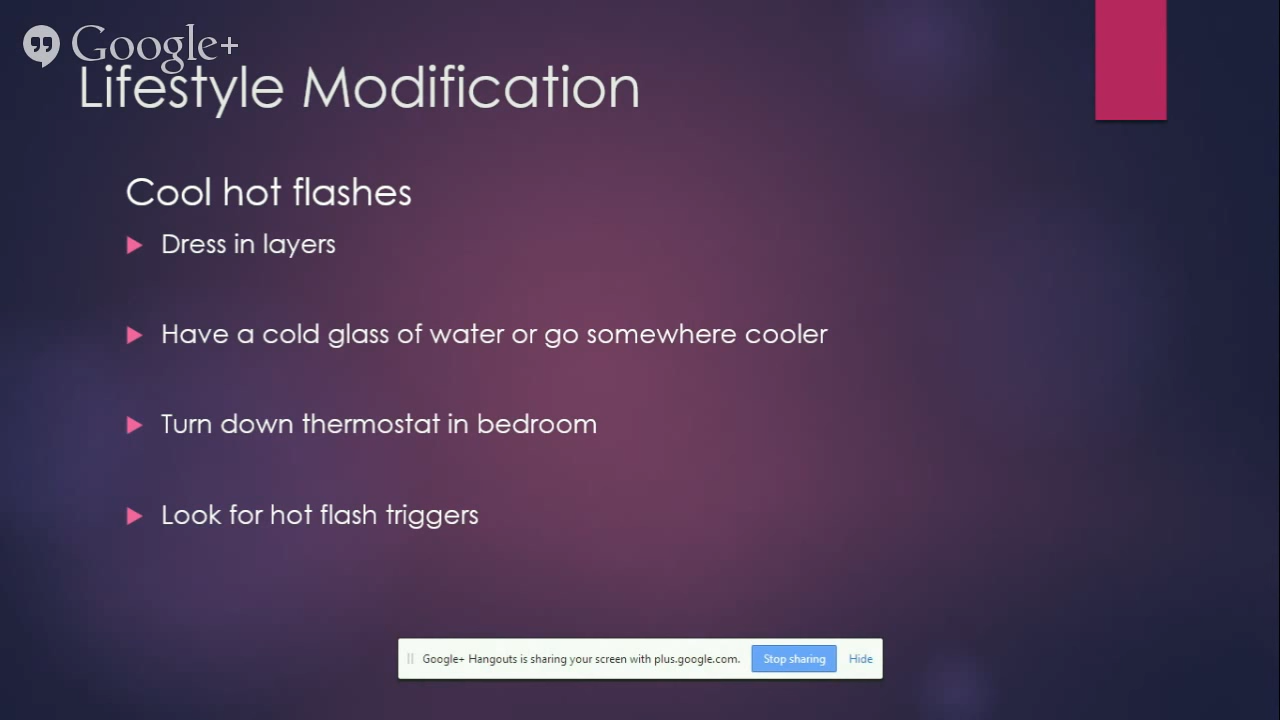 Google+
Lifestyle Modification
Cool hot flashes
Dress in layers
Have a cold glass of water or go somewhere cooler
Turn down thermostat in bedroom
Look for hot flash triggers
Google+ Hangouts is sharing your screen with plus.google.com. Stop sharing Hide